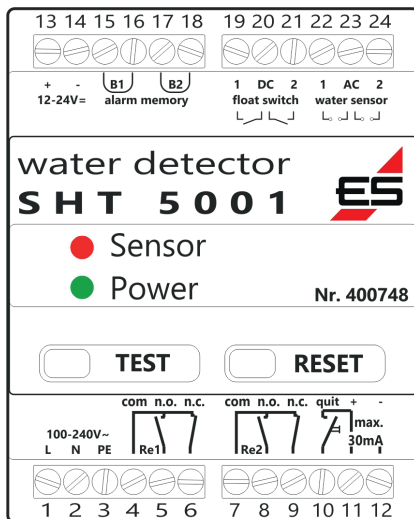 13 14 15 16 17 18 19 20 21 22 23 24
+ - B1 B2 1 DC 2 1 AC 2
12-24V= alarm memory float switch water sensor
water detector
SHT 5001 ES
Sensor
Power Nr. 400748
TEST RESET
com n.o. n.c. com n.o. n.c. quit + -
100-240V~ max.
L N PE Re1 Re2 30mA
1 2 3 4 5 6 7 8 9 10 11 12